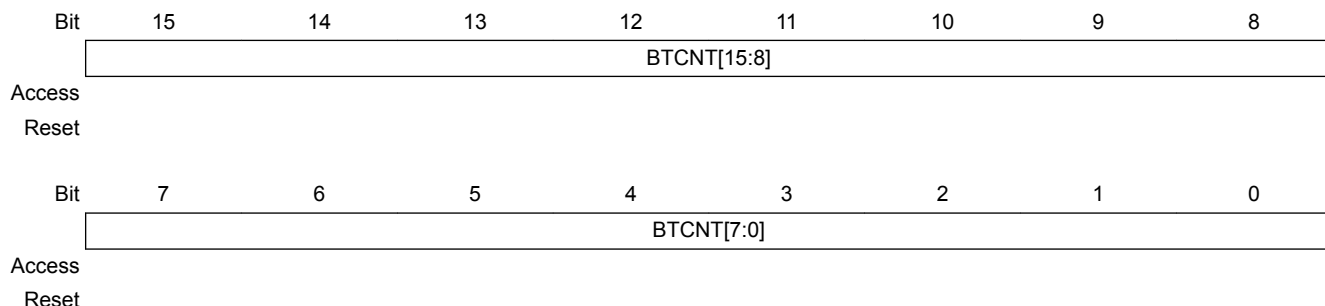 Bit 15 14 13 12 11 10 9 8
BTCNT[15:8]
Access
Reset
Bit 7 6 5 4 3 2 1 0
BTCNT[7:0]
Access
Reset